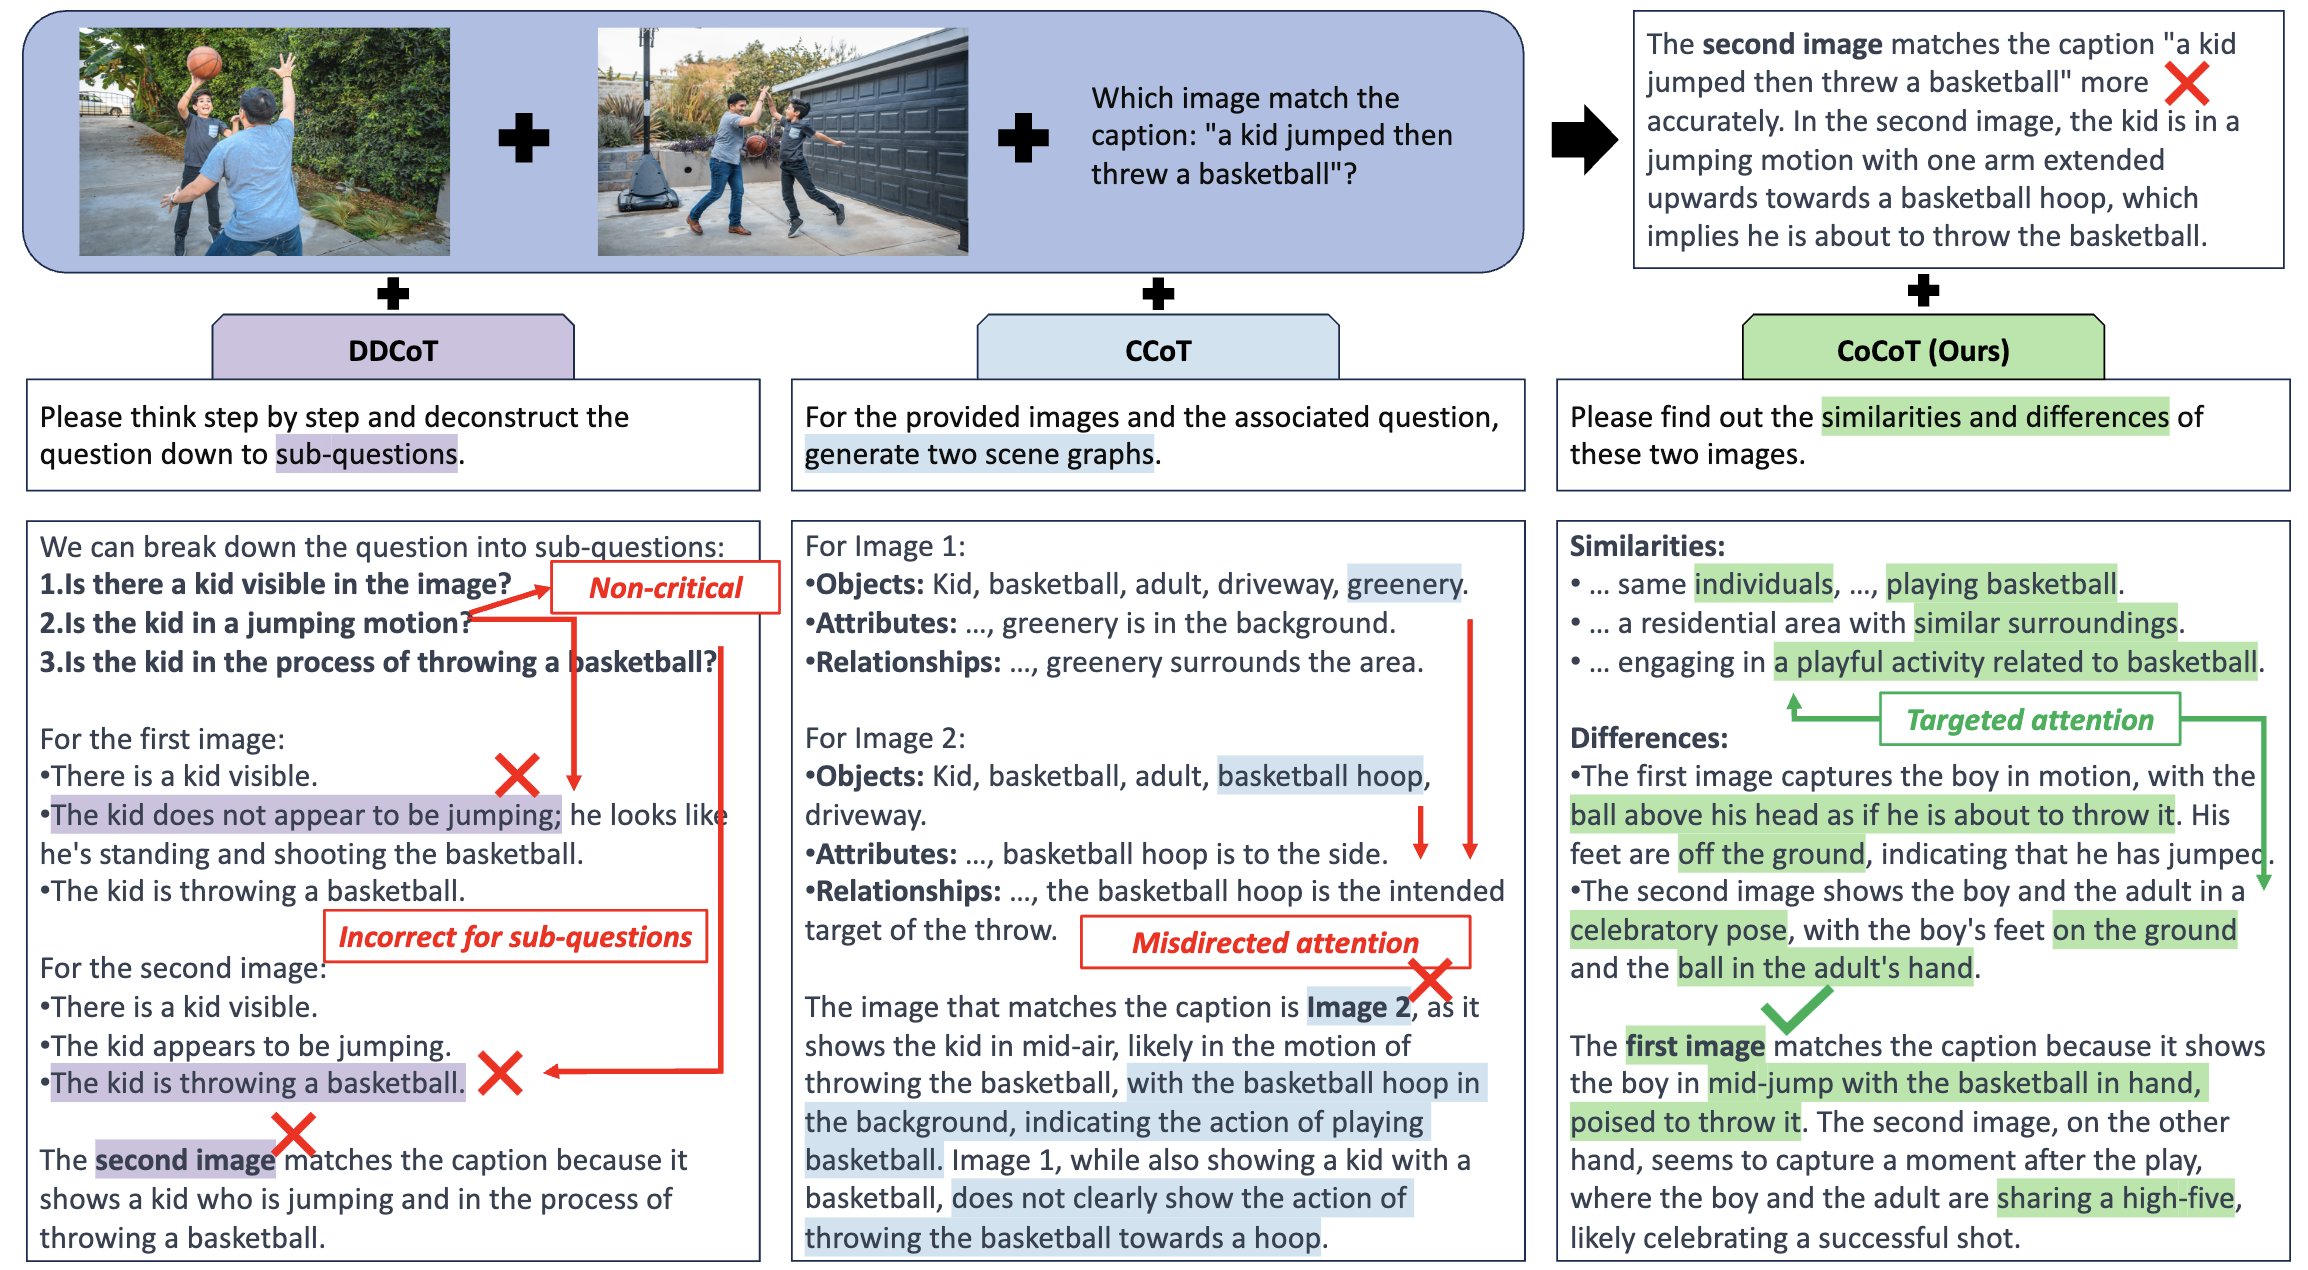 Which image match the
caption: "a kid jumped then
threw a basketball"?
The second image matches the caption "a kid
jumped then threw a basketball" more
accurately. In the second image, the kid is in a
jumping motion with one arm extended
upwards towards a basketball hoop, which
implies he is about to throw the basketball.
DDCoT
Please think step by step and deconstruct the
question down to sub-questions.
We can break down the question into sub-questions:
1.Is there a kid visible in the image?
Non-critical
2.Is the kid in a jumping motion?
3.Is the kid in the process of throwing a basketball?
For the first image:
•There is a kid visible.
•The kid does not appear to be jumping; he looks like
he's standing and shooting the basketball.
•The kid is throwing a basketball.
Incorrect for sub-questions
For the second image:
•There is a kid visible.
•The kid appears to be jumping.
•The kid is throwing a basketball.
The second image matches the caption because it
shows a kid who is jumping and in the process of
throwing a basketball.
CCoT
For the provided images and the associated question,
generate two scene graphs.
For Image 1:
•Objects: Kid, basketball, adult, driveway, greenery.
•Attributes: ..., greenery is in the background.
•Relationships: ..., greenery surrounds the area.
For Image 2:
•Objects: Kid, basketball, adult, basketball hoop,
driveway.
•Attributes: ..., basketball hoop is to the side.
•Relationships: ..., the basketball hoop is the intended
target of the throw.
Misdirected attention
The image that matches the caption is Image 2, as it
shows the kid in mid-air, likely in the motion of
throwing the basketball, with the basketball hoop in
the background, indicating the action of playing
basketball. Image 1, while also showing a kid with a
basketball, does not clearly show the action of
throwing the basketball towards a hoop.
CoCoT (Ours)
Please find out the similarities and differences of
these two images.
Similarities:
• ... same individuals, ..., playing basketball.
• ... a residential area with similar surroundings.
• ... engaging in a playful activity related to basketball.
Targeted attention
Differences:
•The first image captures the boy in motion, with the
ball above his head as if he is about to throw it. His
feet are off the ground, indicating that he has jumped.
•The second image shows the boy and the adult in a
celebratory pose, with the boy's feet on the ground
and the ball in the adult's hand.
The first image matches the caption because it shows
the boy in mid-jump with the basketball in hand,
poised to throw it. The second image, on the other
hand, seems to capture a moment after the play,
where the boy and the adult are sharing a high-five,
likely celebrating a successful shot.